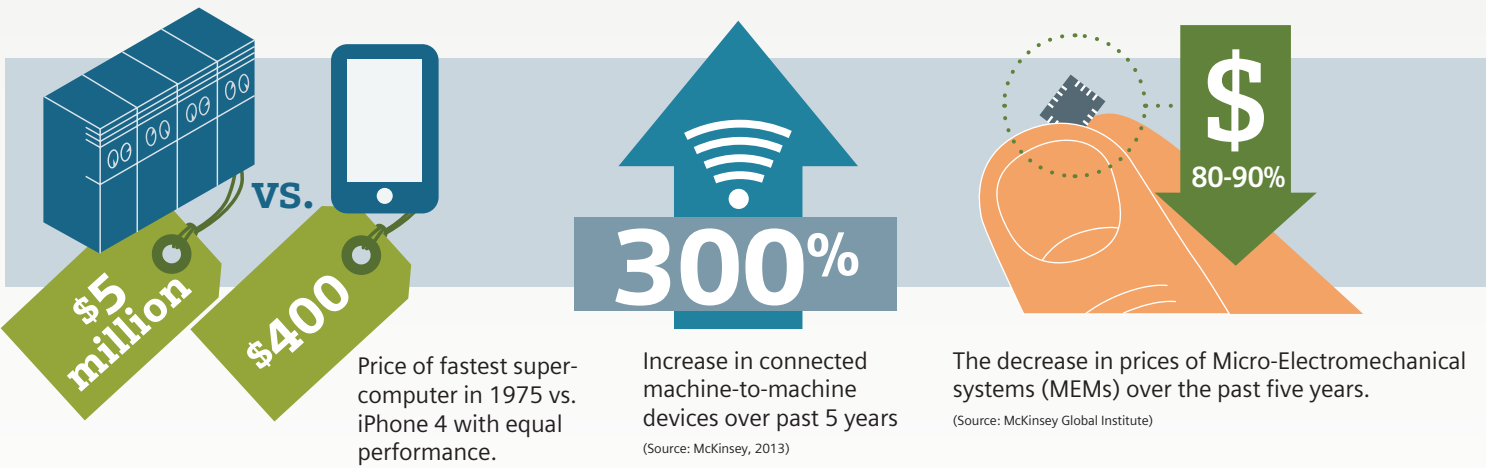 $5
million
vs.
$400
Price of fastest super-
computer in 1975 vs.
iPhone 4 with equal
performance.
300%
Increase in connected
machine-to-machine
devices over past 5 years
(Source: McKinsey, 2013)
$
80-90%
The decrease in prices of Micro-Electromechanical
systems (MEMs) over the past five years.
(Source: McKinsey Global Institute)